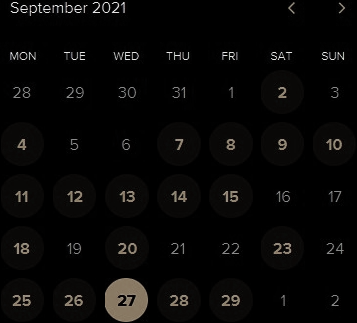 September 2021
MON TUE WED THU FRI SAT SUN
28 29 30 31 1 2 3
4 5 6 7 8 9 10
11 12 13 14 15 16 17
18 19 20 21 22 23 24
25 26 27 28 29 1 2